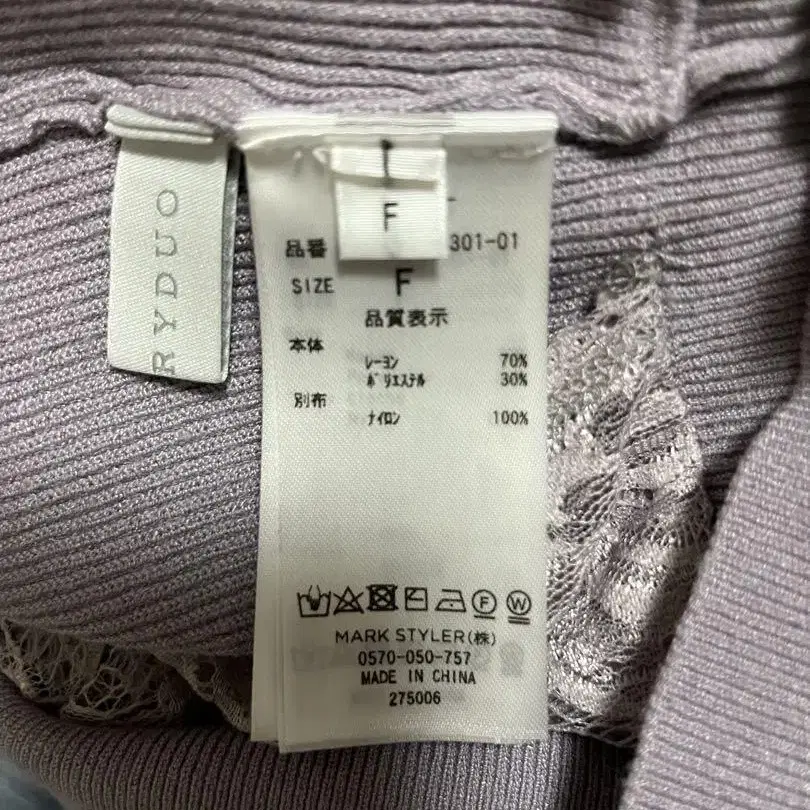 RYDUO
F
品番
301-01
SIZE F
品質表示
本体
レーヨン 70%
ポリエステル 30%
別布
ナイロン 100%
F W
MARK STYLER(株)
0570-050-757
MADE IN CHINA
275006